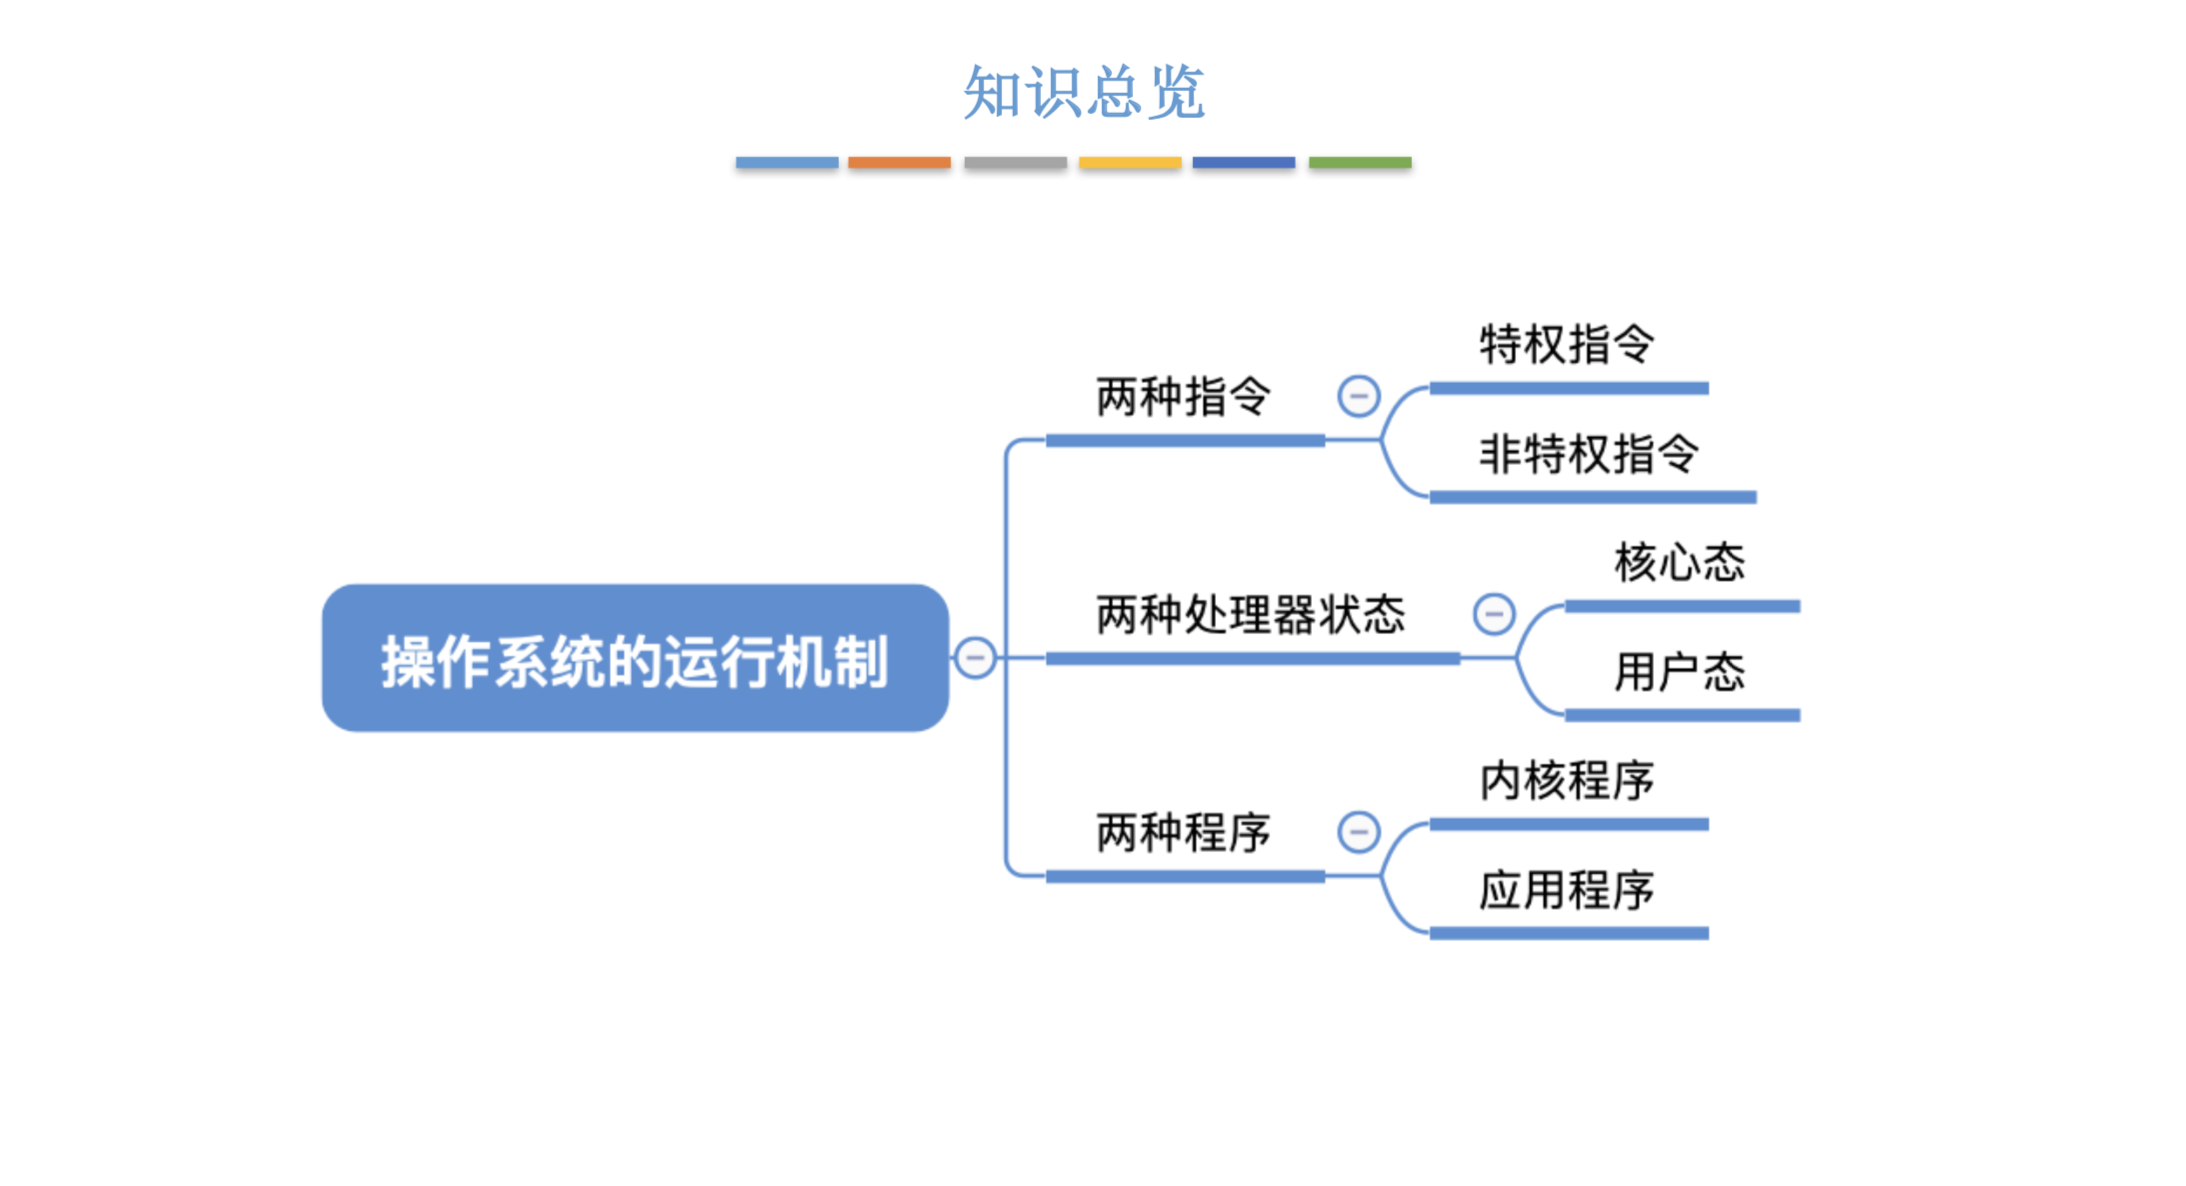 知识总览
操作系统的运行机制
两种指令
特权指令
非特权指令
两种处理器状态
核心态
用户态
两种程序
内核程序
应用程序